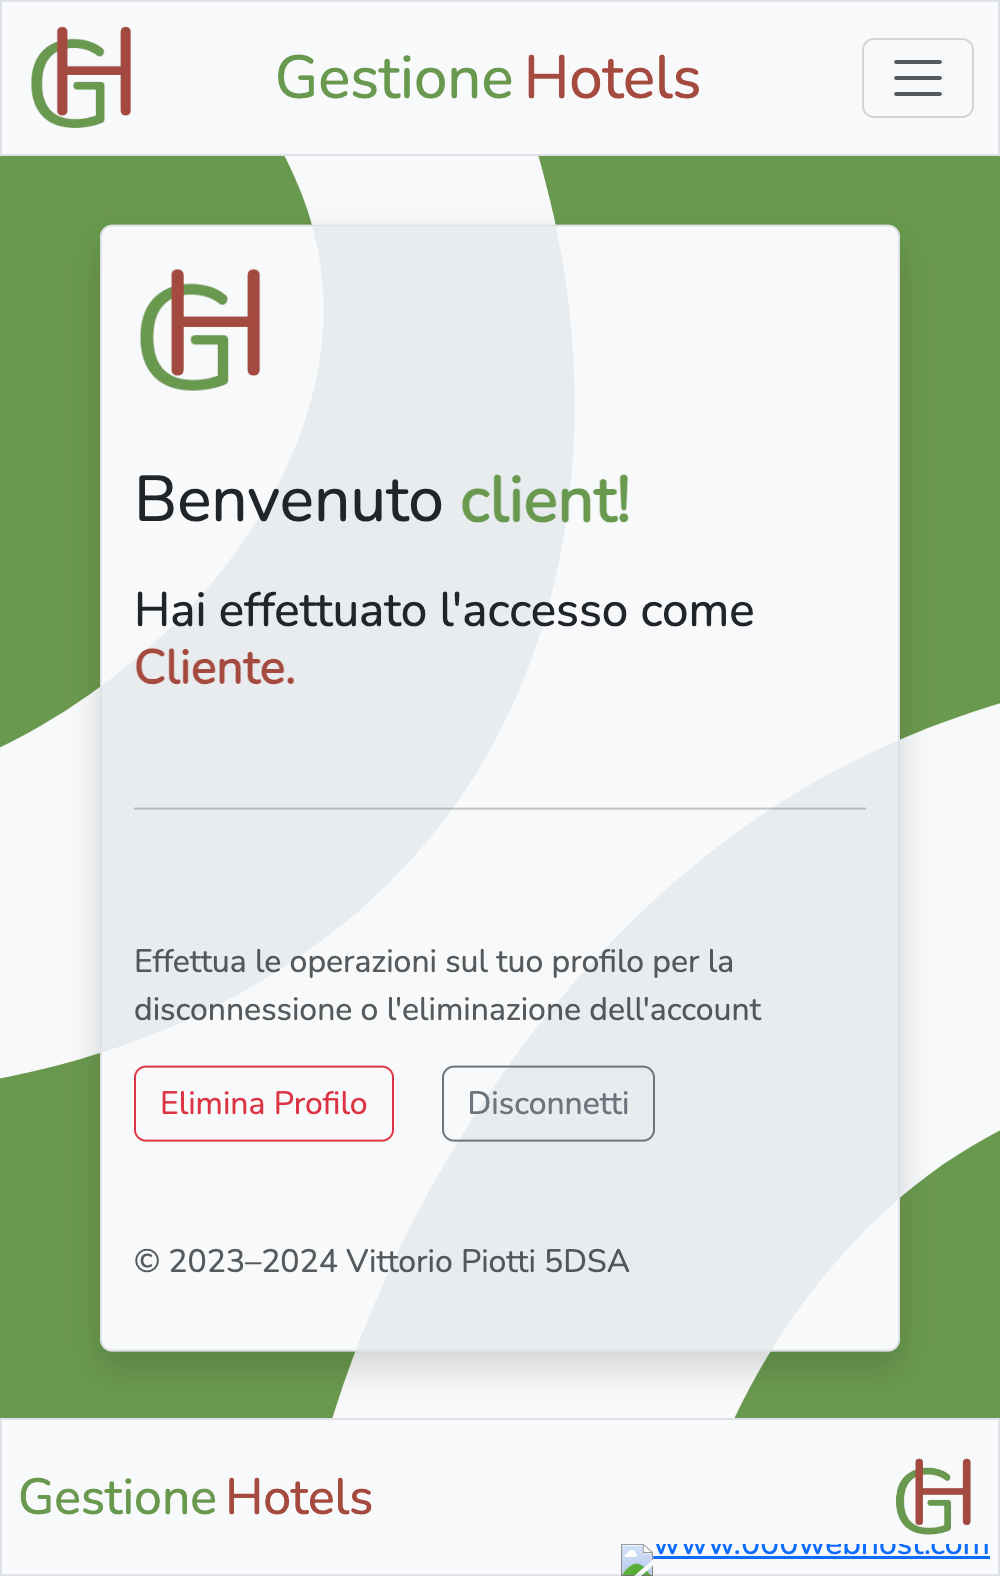 GH
Gestione Hotels
GH
Benvenuto client!
Hai effettuato l'accesso come
Cliente.
Effettua le operazioni sul tuo profilo per la
disconnessione o l'eliminazione dell'account
Elimina Profilo
Disconnetti
© 2023–2024 Vittorio Piotti 5DSA
Gestione Hotels
GH
www.000webhost.com